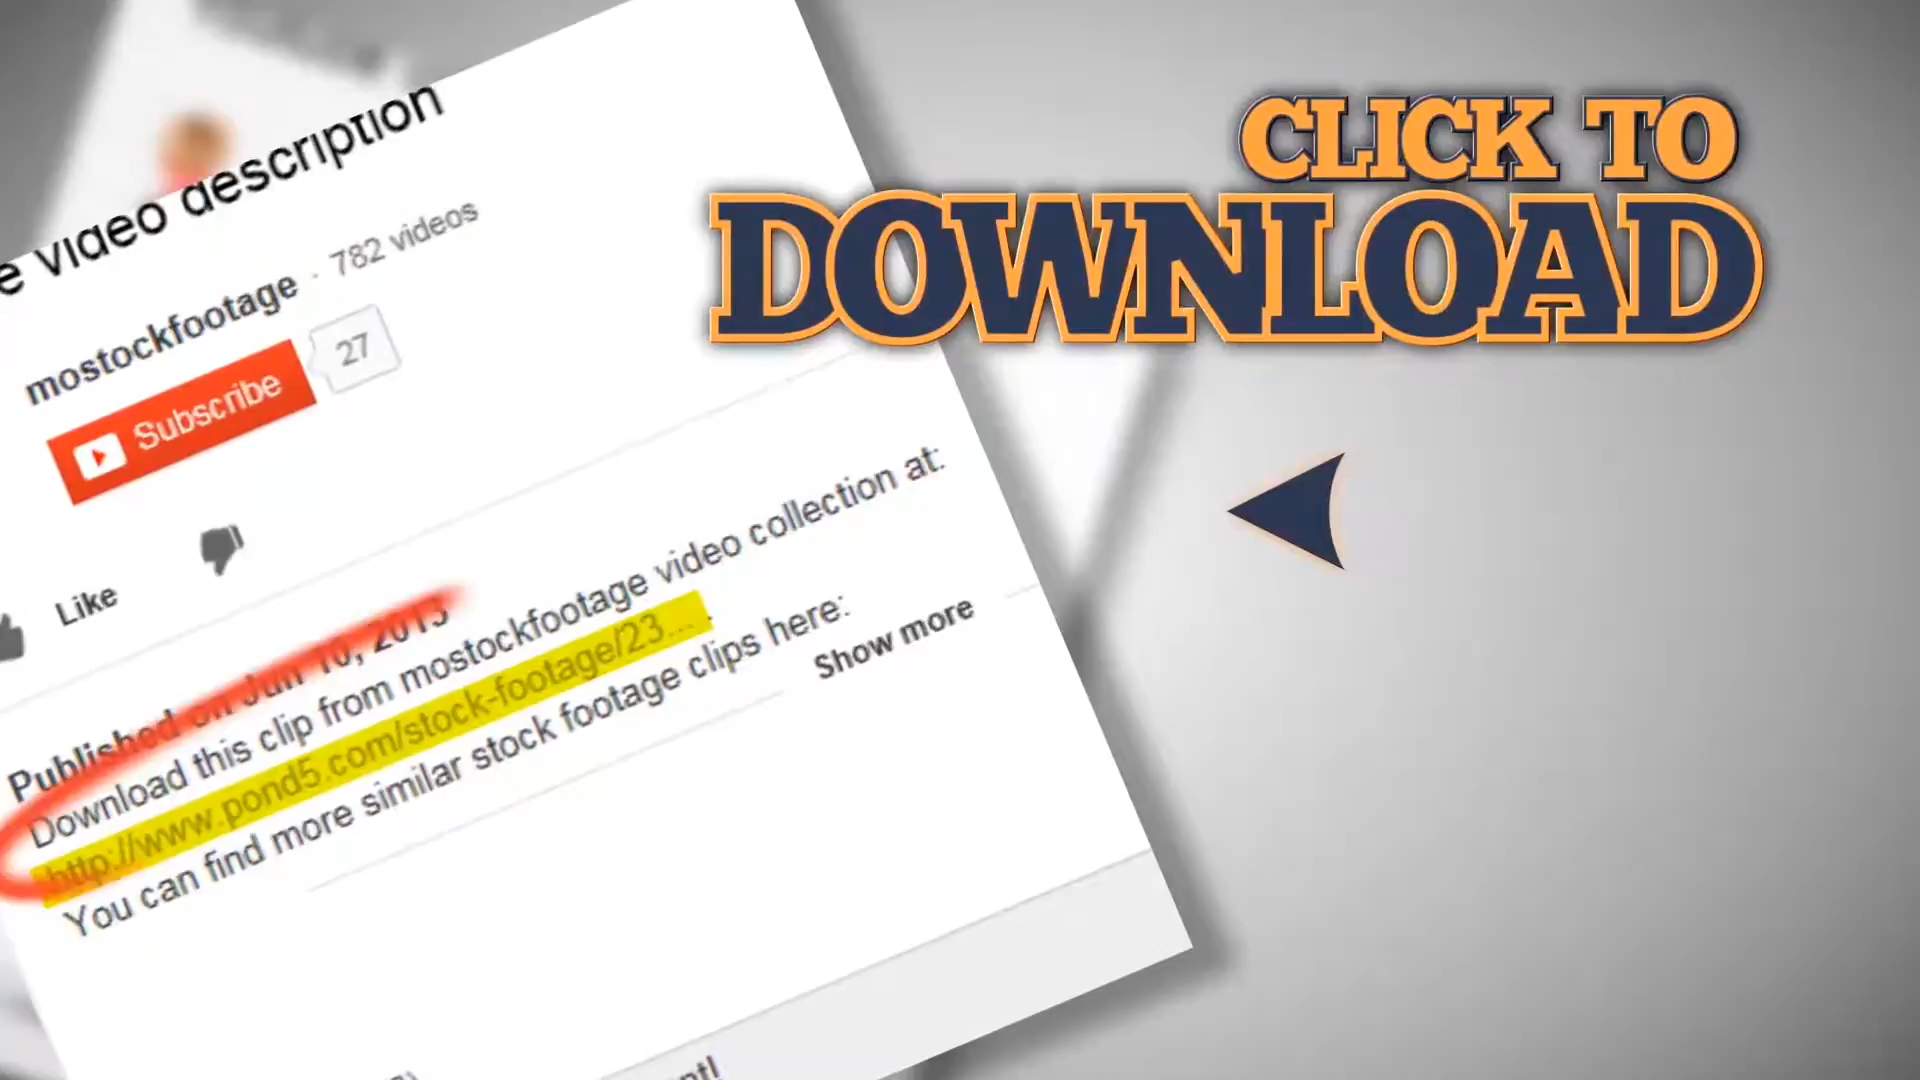 CLICK TO
DOWNLOAD
e video description
mostockfootage · 782 videos
Subscribe
27
Like
Published on Jun 10, 2013
Download this clip from mostockfootage video collection at:
http://www.pond5.com/stock-footage/23... .
You can find more similar stock footage clips here:
Show more